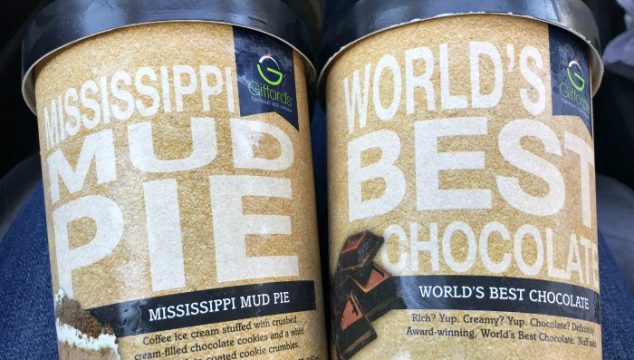 MISSISSIPPI
MUD
PIE
Giffords
MISSISSIPPI MUD PIE
Coffee ice cream stuffed with crushed
cream-filled chocolate cookies and a whirl
coated cookie crumbles.
WORLD'S
BEST
CHOCOLATE
Giffords
WORLD'S BEST CHOCOLATE
Rich? Yup. Creamy? Yup. Chocolate? Definitely
Award-winning. World's Best Chocolate. 'Nuff said.